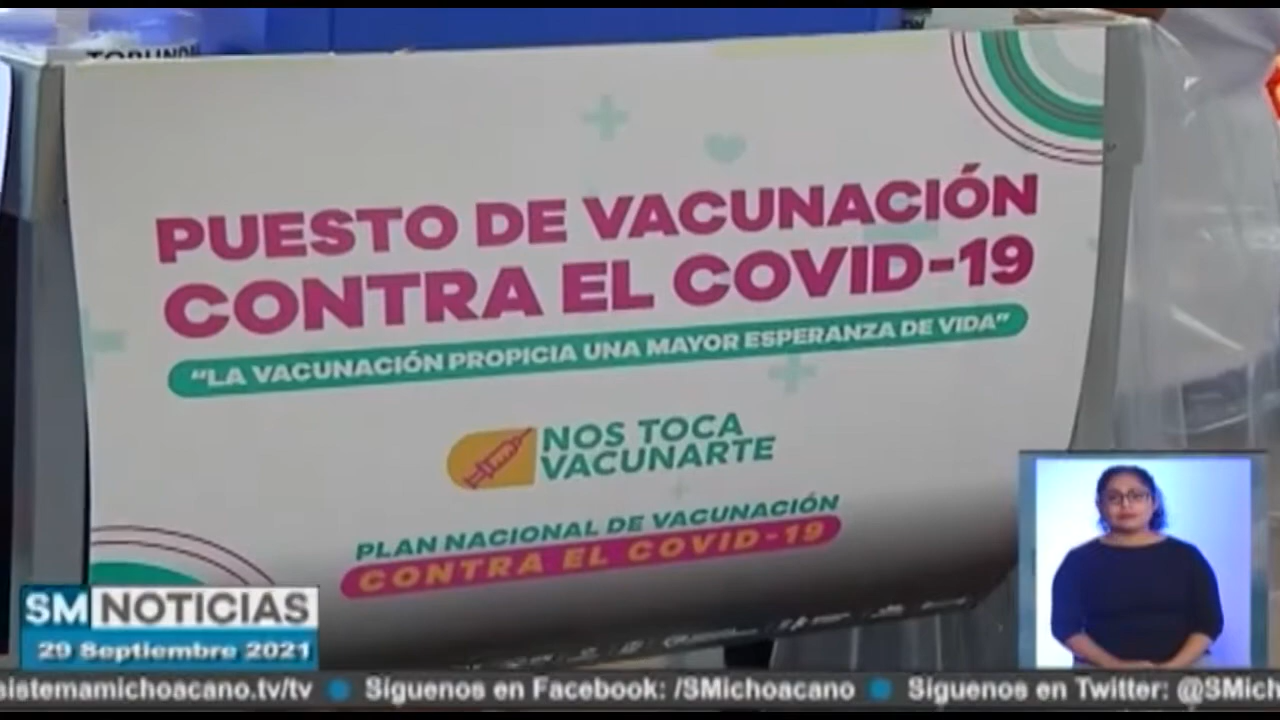 PUESTO DE VACUNACIÓN
CONTRA EL COVID-19
"LA VACUNACIÓN PROPICIA UNA MAYOR ESPERANZA DE VIDA"
NOS TOCA
VACUNARTE
PLAN NACIONAL DE VACUNACIÓN
CONTRA EL COVID-19
SM NOTICIAS
29 Septiembre 2021
sistemamichoacano.tv/tv Síguenos en Facebook: /SMichoacano Síguenos en Twitter: @SMich